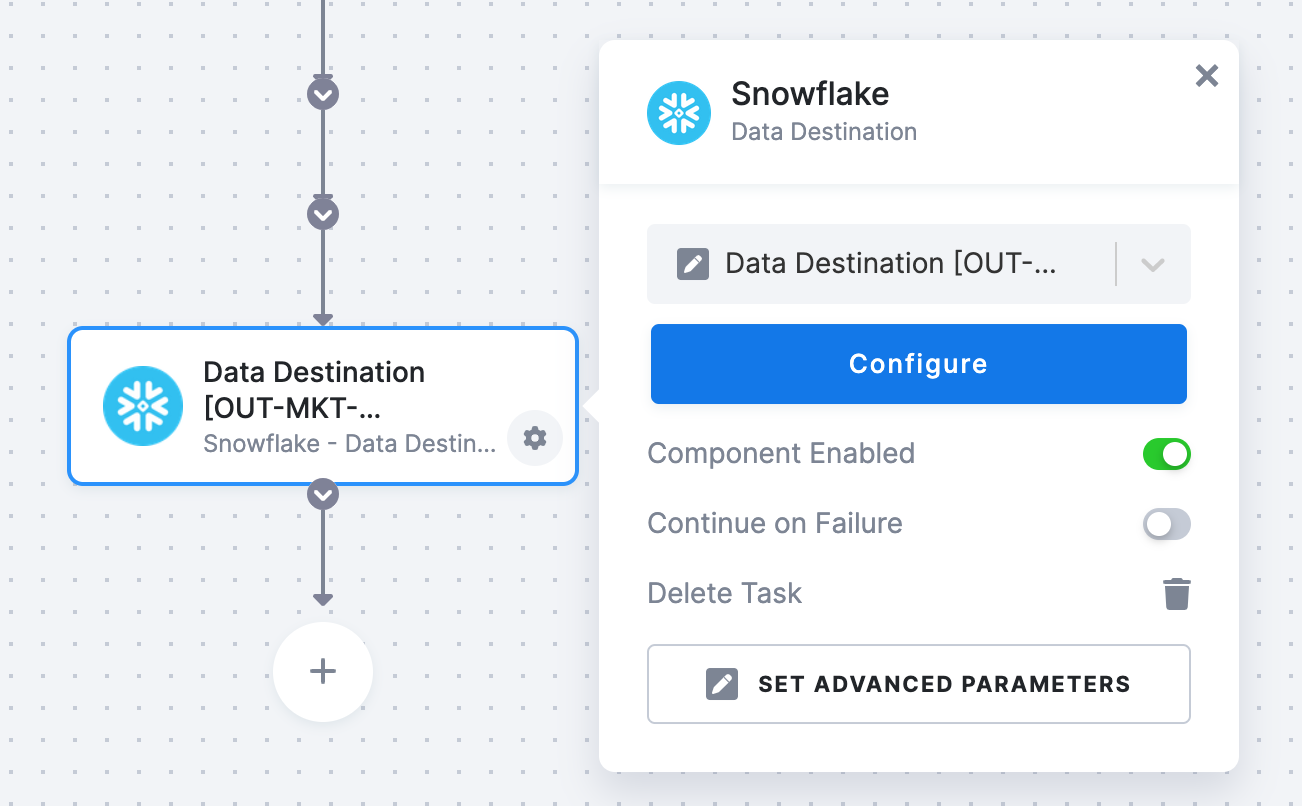 Snowflake
Data Destination
Data Destination [OUT-...
Configure
Component Enabled
Continue on Failure
Delete Task
SET ADVANCED PARAMETERS
Data Destination
[OUT-MKT-...
Snowflake - Data Destin...